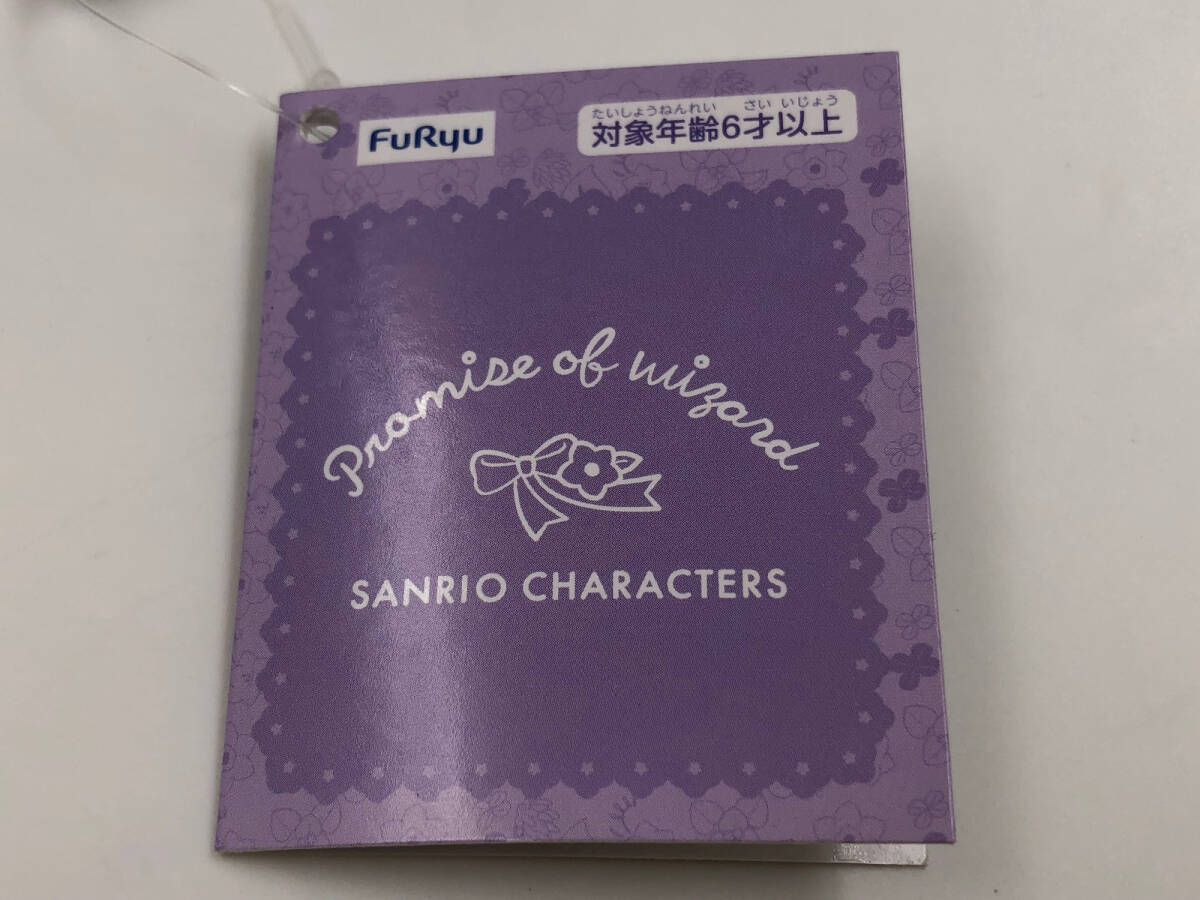 FuRyu
たいしょうねんれい さい いじょう
対象年齢6才以上
Promise of wizard
SANRIO CHARACTERS